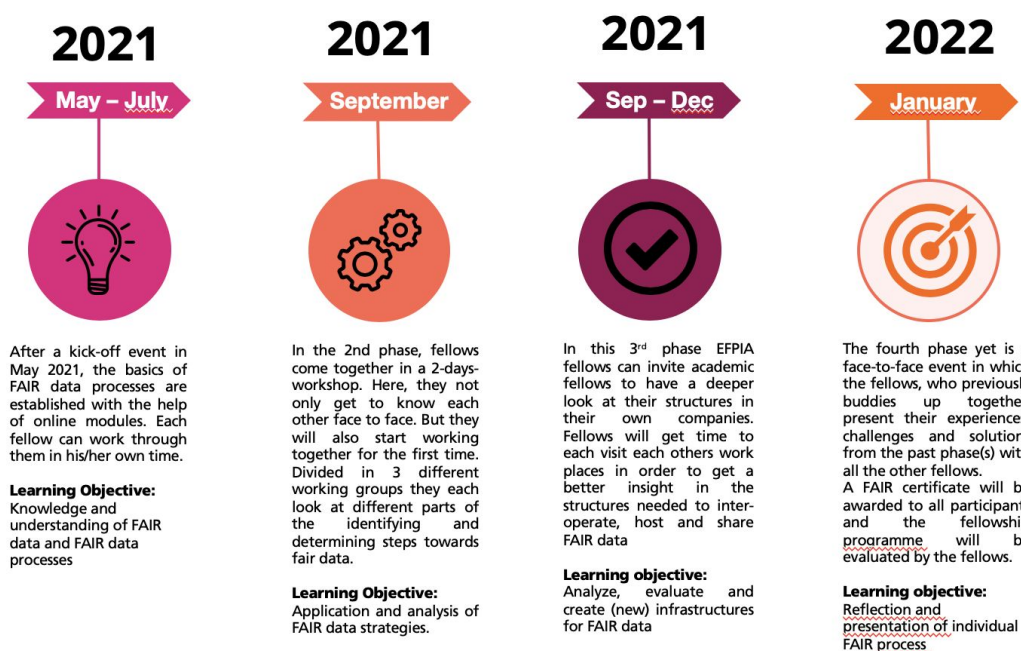 2021
May – July
After a kick-off event in
May 2021, the basics of
FAIR data processes are
established with the help
of online modules. Each
fellow can work through
them in his/her own time.
Learning Objective:
Knowledge and
understanding of FAIR
data and FAIR data
processes
2021
September
In the 2nd phase, fellows
come together in a 2-days-
workshop. Here, they not
only get to know each
other face to face. But they
will also start working
together for the first time.
Divided in 3 different
working groups they each
look at different parts of
the identifying and
determining steps towards
fair data.
Learning Objective:
Application and analysis of
FAIR data strategies.
2021
Sep – Dec
In this 3rd phase EFPIA
fellows can invite academic
fellows to have a deeper
look at their structures in
their own companies.
Fellows will get time to
each visit each others work
places in order to get a
better insight in the
structures needed to inter-
operate, host and share
FAIR data
Learning objective:
Analyze, evaluate and
create (new) infrastructures
for FAIR data
2022
January
The fourth phase yet is
face-to-face event in
the fellows, who
buddies up
present their
challenges and
from the past phase(s)
all the other fellows.
A FAIR certificate will
awarded to all
and the
programme will
evaluated by the fellows.
Learning objective:
Reflection and
presentation of individual
FAIR process